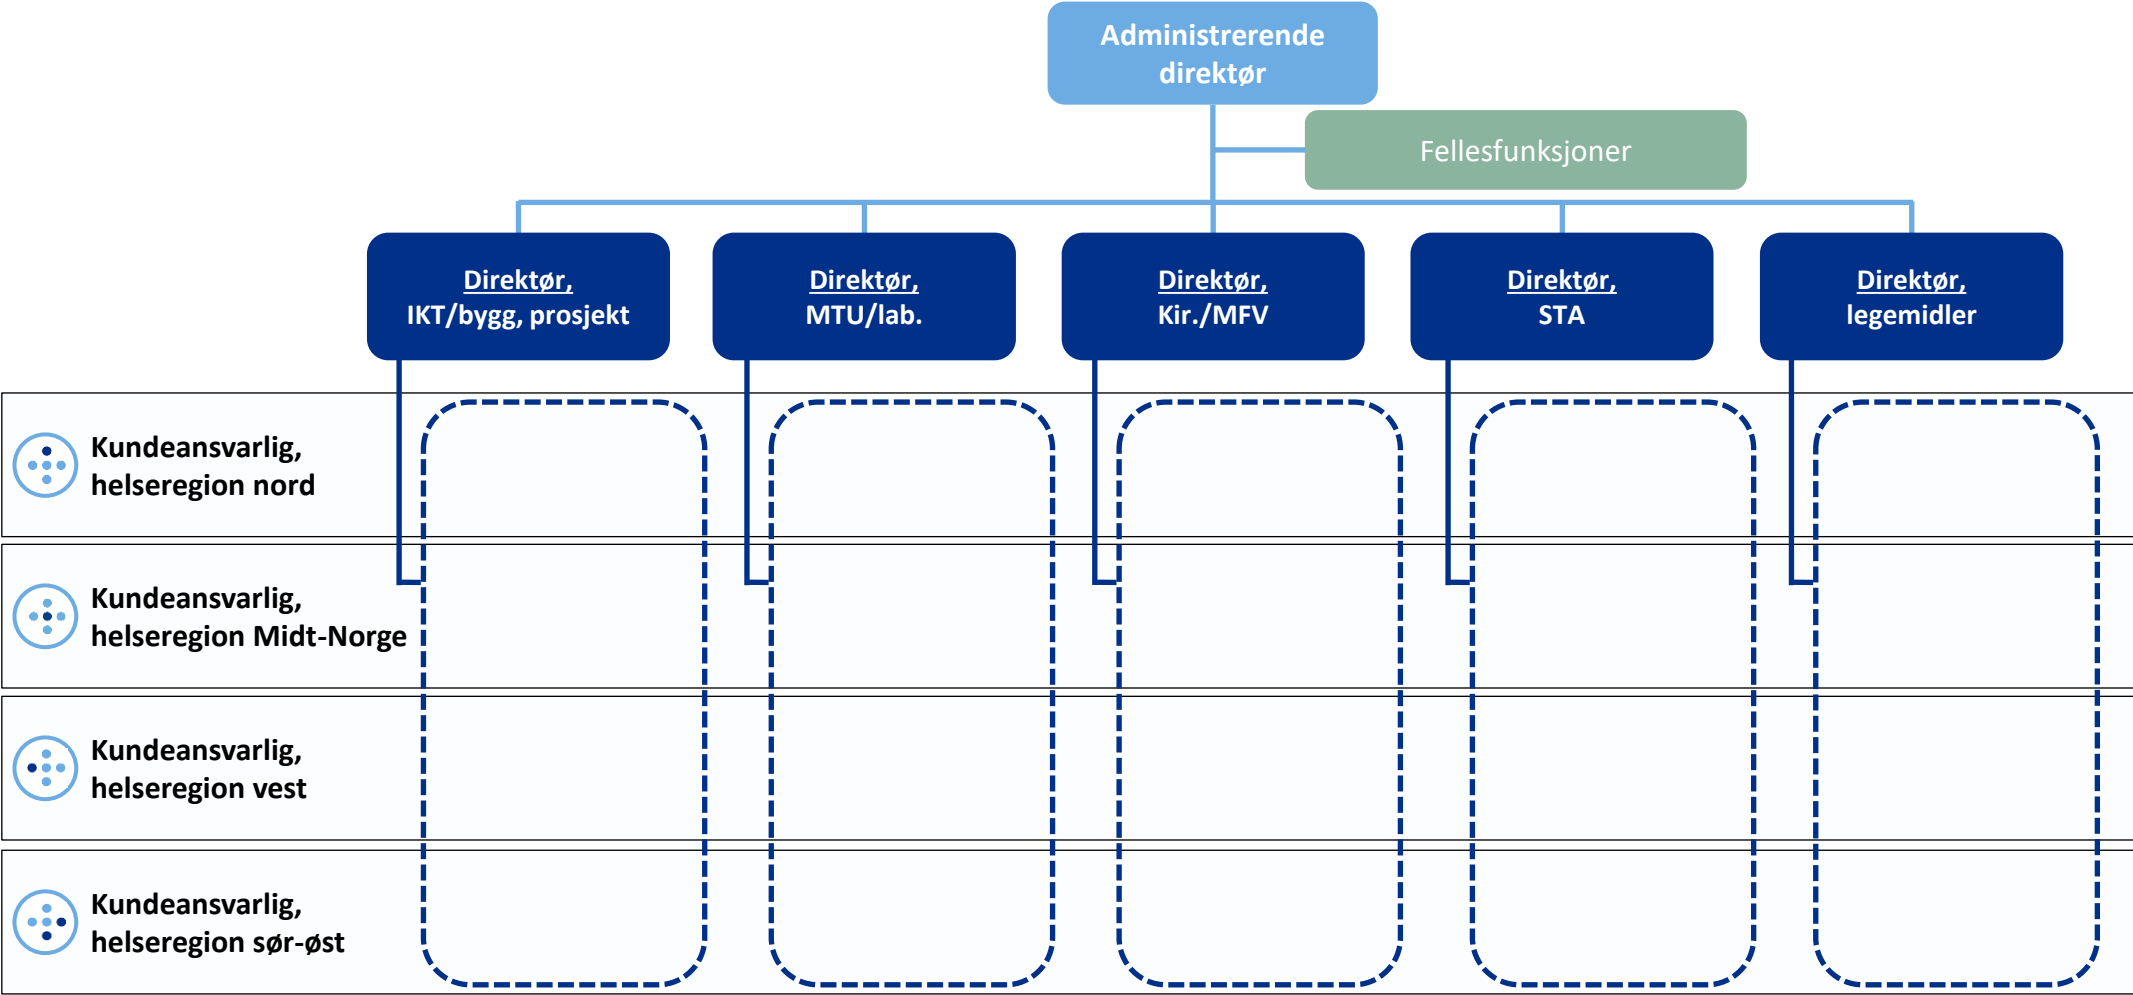 Administrerende
direktør
Fellesfunksjoner
Direktør,
IKT/bygg, prosjekt
Direktør,
MTU/lab.
Direktør,
Kir./MFV
Direktør,
STA
Direktør,
legemidler
Kundeansvarlig,
helseregion nord
Kundeansvarlig,
helseregion Midt-Norge
Kundeansvarlig,
helseregion vest
Kundeansvarlig,
helseregion sør-øst